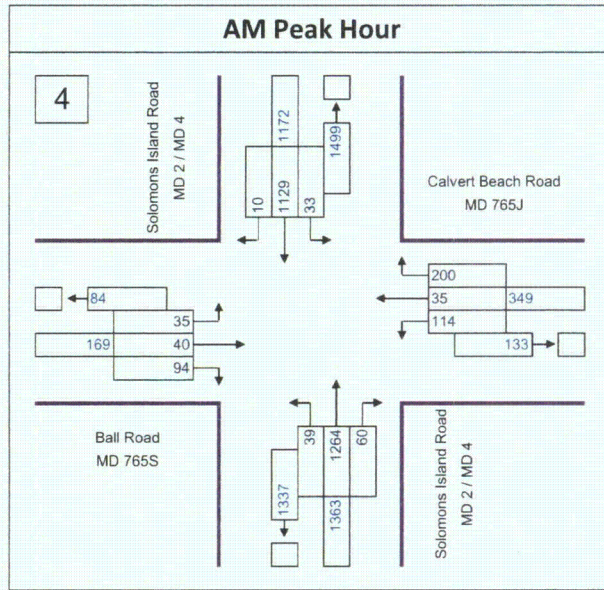 AM Peak Hour
4
Solomons Island Road
MD 2 / MD 4
1172
1499
10
1129
33
Calvert Beach Road
MD 765J
84
35
169
40
94
200
35
349
114
133
Ball Road
MD 765S
39
1264
60
1337
1363
Solomons Island Road
MD 2 / MD 4